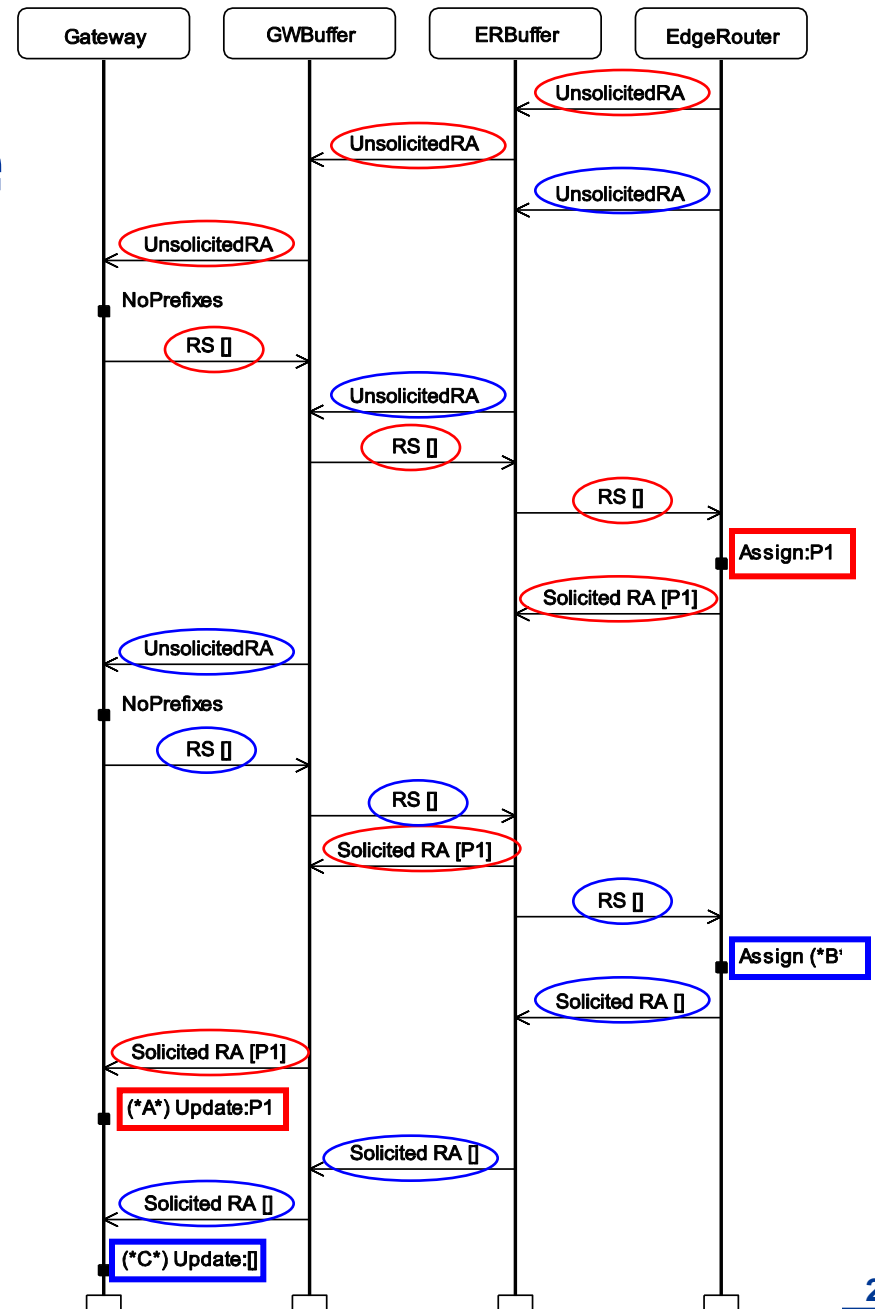 Gateway
GWBuffer
ERBuffer
EdgeRouter
UnsolicitedRA
UnsolicitedRA
UnsolicitedRA
UnsolicitedRA
NoPrefixes
RS []
UnsolicitedRA
RS []
RS []
Assign:P1
Solicited RA [P1]
UnsolicitedRA
NoPrefixes
RS []
RS []
Solicited RA [P1]
RS []
Assign (*B*
Solicited RA []
Solicited RA [P1]
(*A*) Update:P1
Solicited RA []
Solicited RA []
(*C*) Update:[]
2